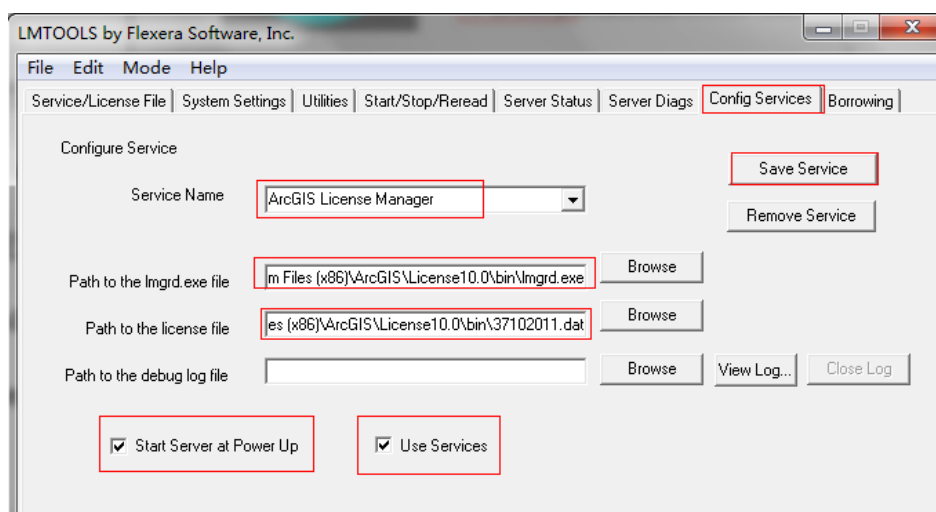 LMTOOLS by Flexera Software, Inc.
File Edit Mode Help
Service/License File System Settings Utilities Start/Stop/Reread Server Status Server Diags Config Services Borrowing
Configure Service
Save Service
Service Name ArcGIS License Manager
Remove Service
Path to the lmgrd.exe file m Files (x86)\ArcGIS\License10.0\bin\lmgrd.exe Browse
Path to the license file es (x86)\ArcGIS\License10.0\bin\37102011.dat Browse
Path to the debug log file Browse View Log... Close Log
Start Server at Power Up Use Services